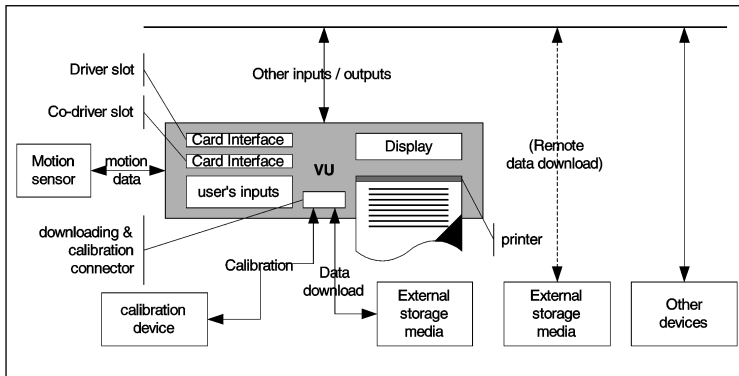 Driver slot
Other inputs / outputs
Co-driver slot
Card Interface
Card Interface
VU
Display
(Remote
data download)
Motion
sensor
motion
data
user's inputs
downloading &
calibration
connector
printer
Calibration
Data
download
calibration
device
External
storage
media
External
storage
media
Other
devices